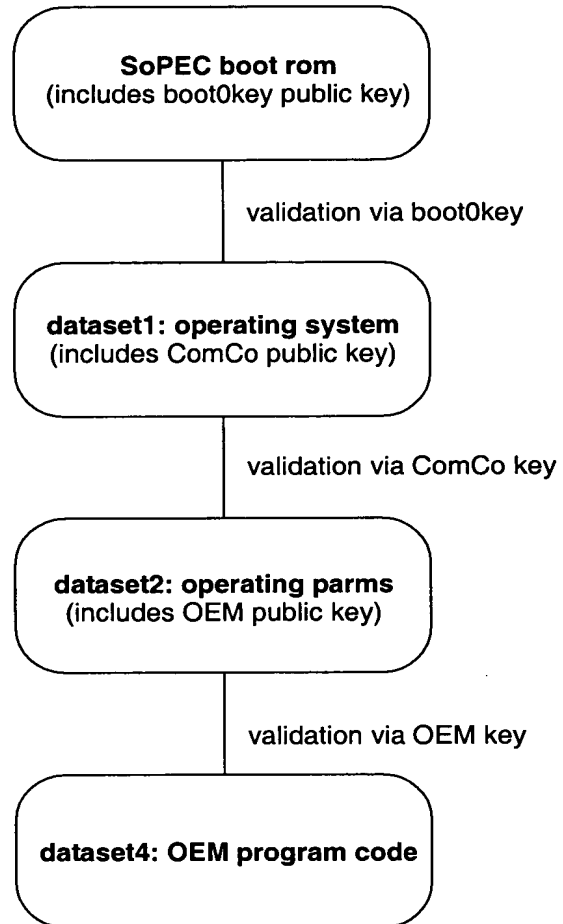 SoPEC boot rom
(includes boot0key public key)
validation via boot0key
dataset1: operating system
(includes ComCo public key)
validation via ComCo key
dataset2: operating parms
(includes OEM public key)
validation via OEM key
dataset4: OEM program code